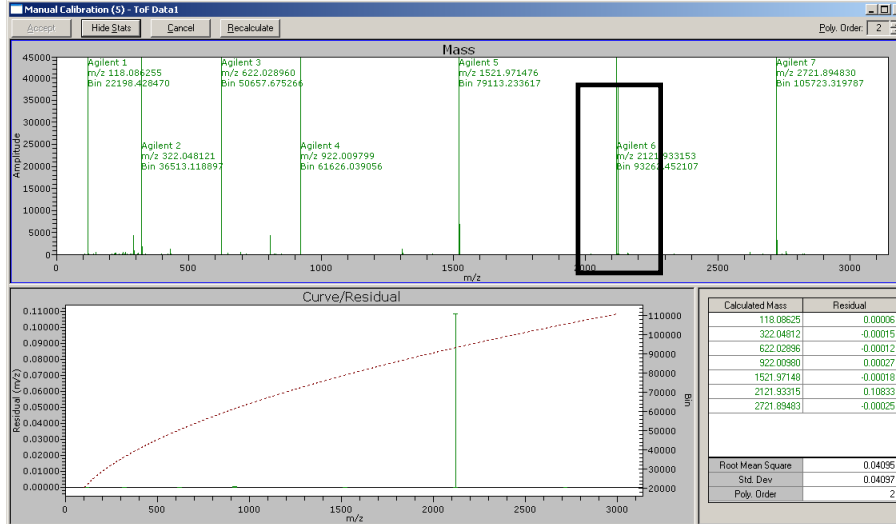 Manual Calibration (5) - ToF Data1
Accept Hide Stats Cancel Recalculate Poly. Order: 2
Mass
45000
40000
35000
30000
25000
20000
15000
10000
5000
0
Amplitude
Agilent 1
m/z 118.086255
Bin 22198.428470
Agilent 2
m/z 322.048121
Bin 36513.118897
Agilent 3
m/z 622.028960
Bin 50657.675266
Agilent 4
m/z 922.009799
Bin 61626.039056
Agilent 5
m/z 1521.971476
Bin 79113.233617
Agilent 6
m/z 2121.933153
Bin 93262.452107
Agilent 7
m/z 2721.894830
Bin 105723.319787
0 500 1000 1500 2000 2500 3000
m/z
Curve/Residual
0.11000
0.10000
0.09000
0.08000
0.07000
0.06000
0.05000
0.04000
0.03000
0.02000
0.01000
0.00000
Residual (m/z)
110000
100000
90000
80000
70000
60000
50000
40000
30000
20000
Bin
0 500 1000 1500 2000 2500 3000
m/z
Calculated Mass Residual
118.08625 0.00006
322.04812 -0.00015
622.02896 -0.00012
922.00980 0.00027
1521.97148 -0.00018
2121.93315 0.10833
2721.89483 -0.00025
Root Mean Square 0.04095
Std. Dev 0.04097
Poly. Order 2